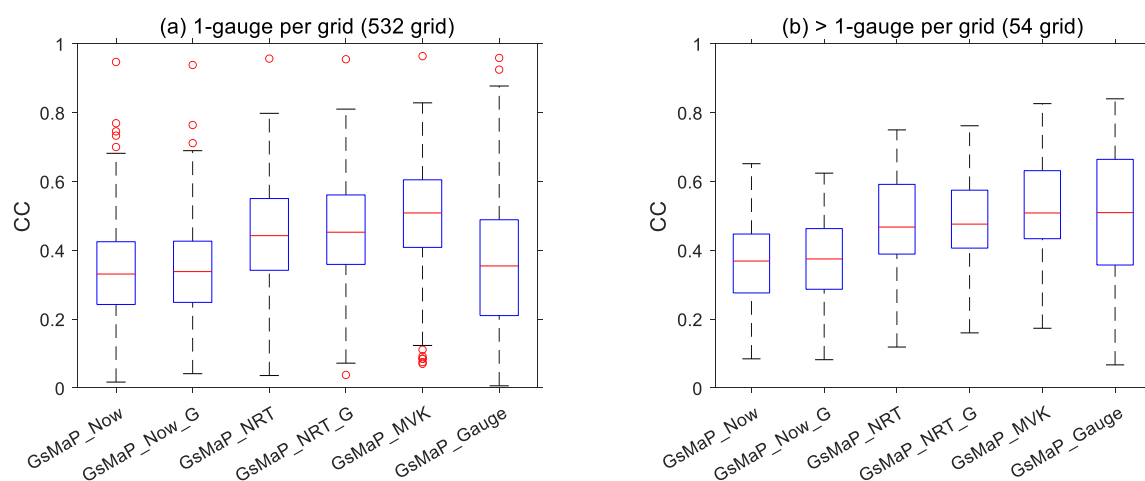 (a) 1-gauge per grid (532 grid)
1
0.8
0.6
0.4
0.2
0
CC
GsMaP_Now
GsMaP_Now_G
GsMaP_NRT
GsMaP_NRT_G
GsMaP_MVK
GsMaP_Gauge
(b) > 1-gauge per grid (54 grid)
1
0.8
0.6
0.4
0.2
0
CC
GsMaP_Now
GsMaP_Now_G
GsMaP_NRT
GsMaP_NRT_G
GsMaP_MVK
GsMaP_Gauge